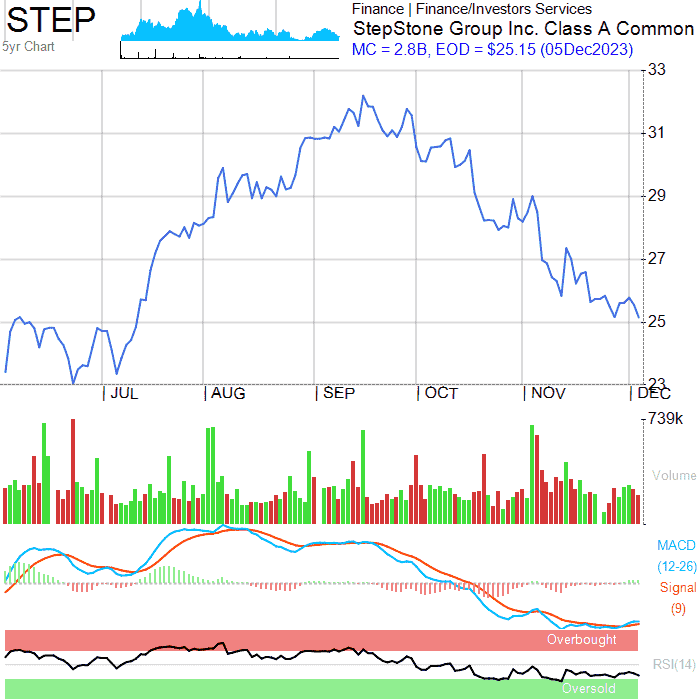 STEP
5yr Chart
Finance | Finance/Investors Services
StepStone Group Inc. Class A Common
MC = 2.8B, EOD = $25.15 (05Dec2023)
33
31
29
27
25
23
| JUL
| AUG
| SEP
| OCT
| NOV
| DEC
739k
Volume
MACD
(12-26)
Signal
(9)
Overbought
RSI(14)
Oversold